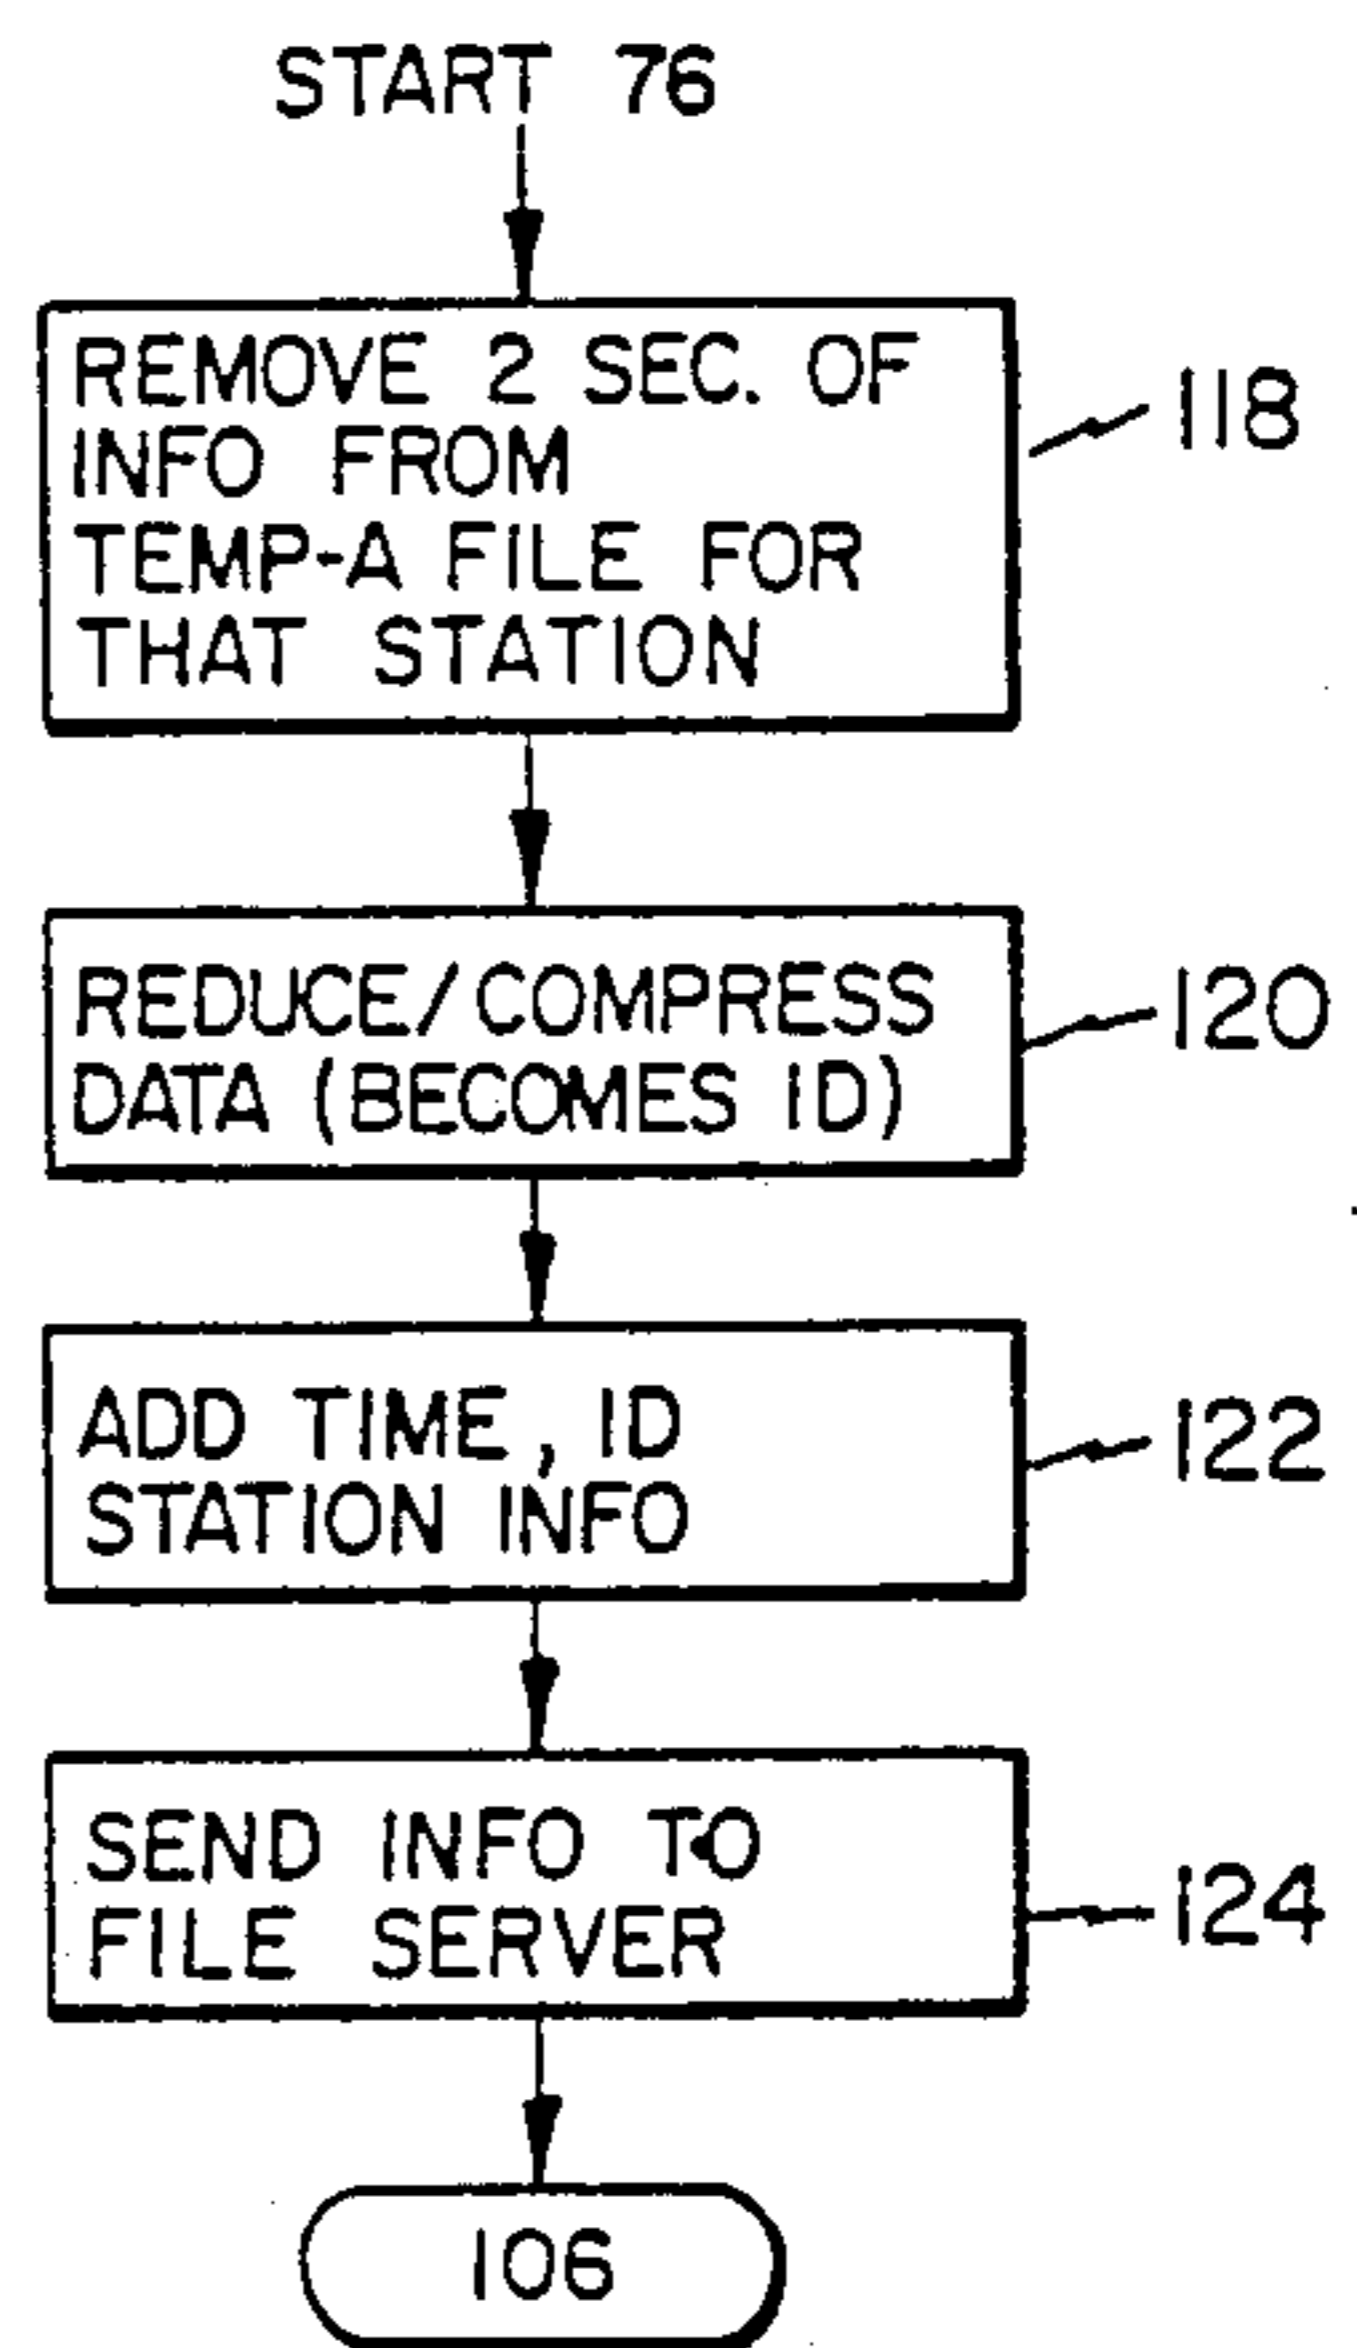 START 76
REMOVE 2 SEC. OF
INFO FROM
TEMP-A FILE FOR
THAT STATION
118
REDUCE/COMPRESS
DATA (BECOMES ID)
120
ADD TIME, ID
STATION INFO
122
SEND INFO TO
FILE SERVER
124
106